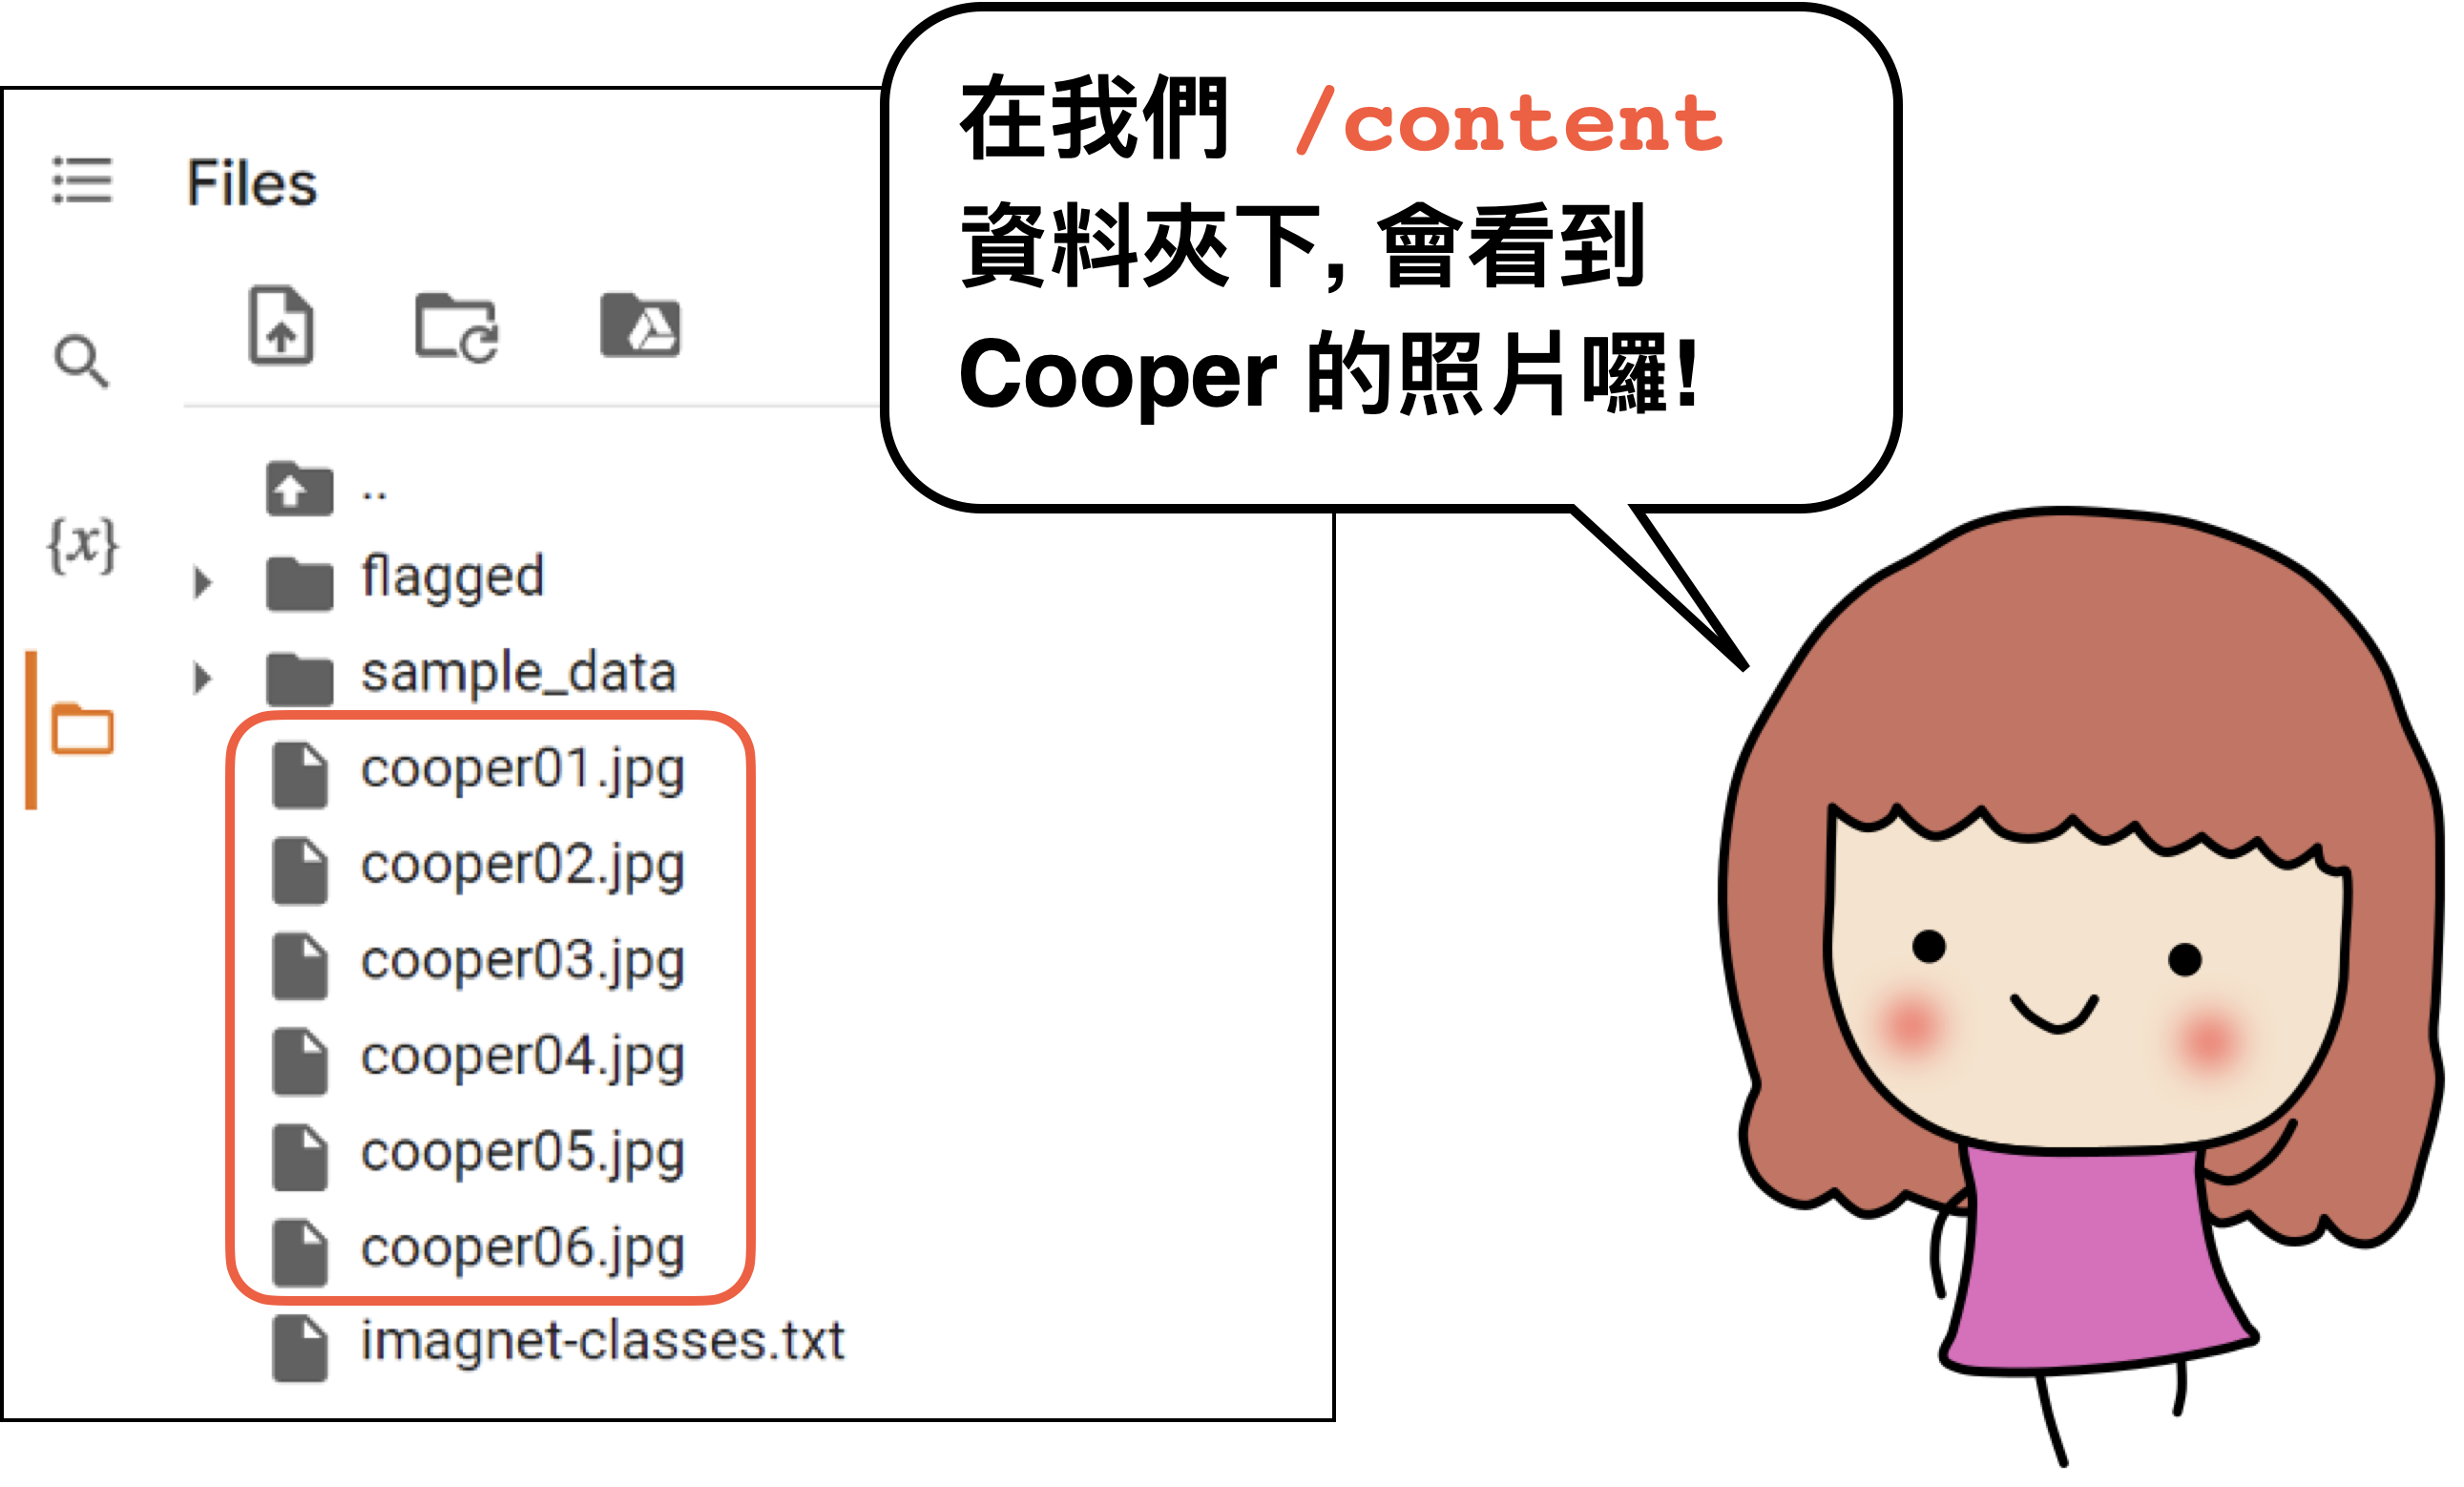 在我們 /content
資料夾下, 會看到
Cooper 的照片囉!
Files
{x}
..
flagged
sample_data
cooper01.jpg
cooper02.jpg
cooper03.jpg
cooper04.jpg
cooper05.jpg
cooper06.jpg
imagnet-classes.txt